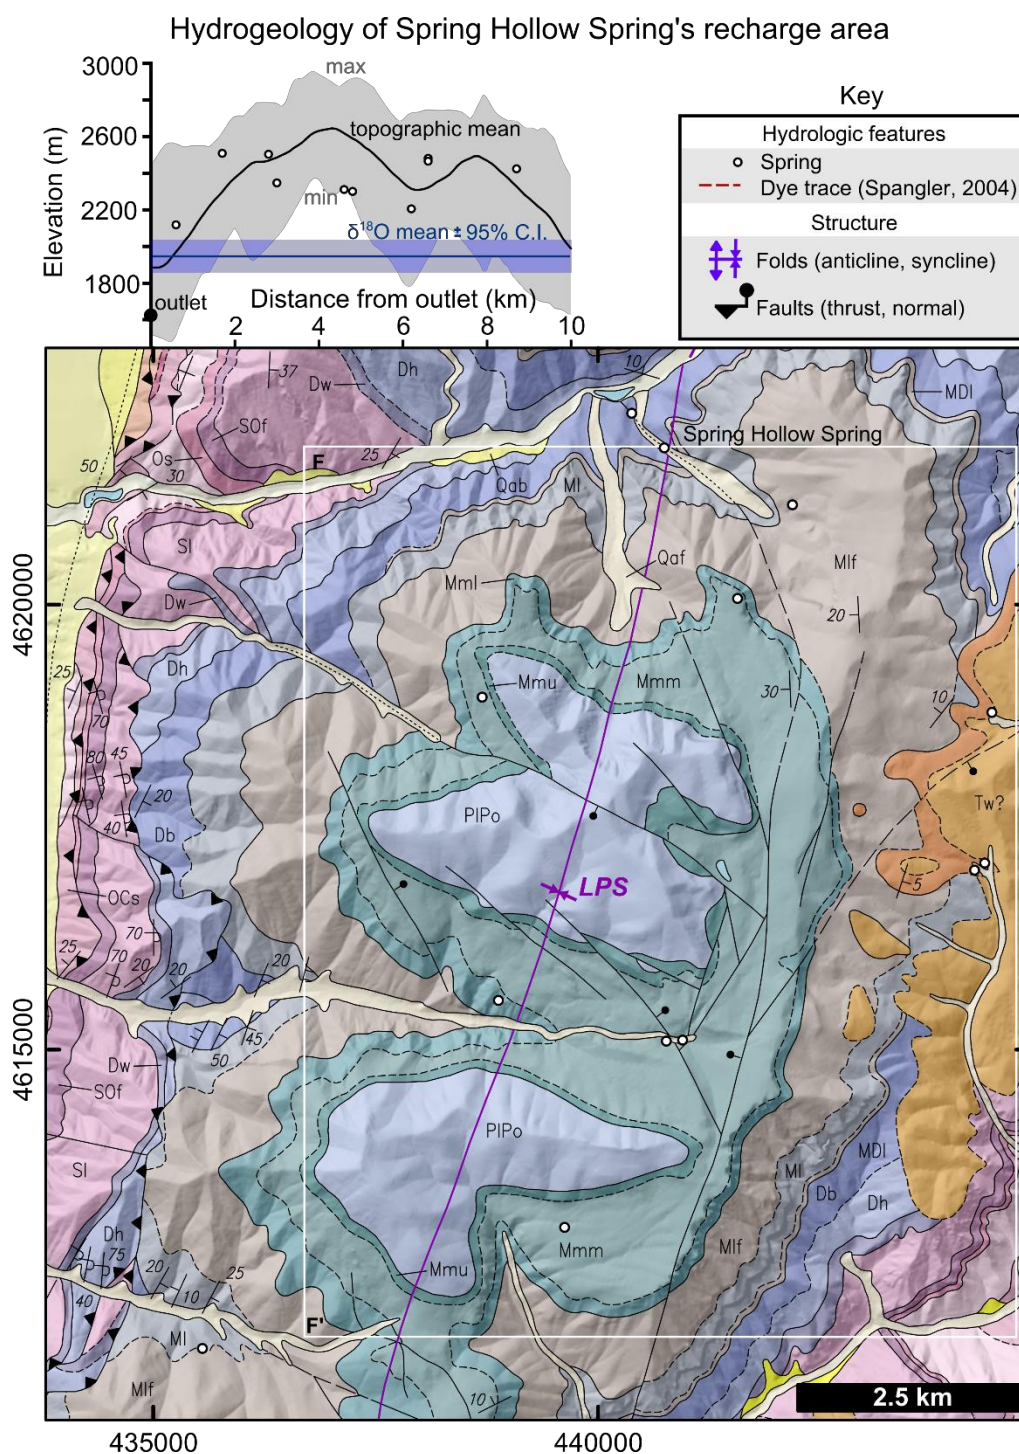 Hydrogeology of Spring Hollow Spring's recharge area
3000
2600
2200
1800
Elevation (m)
max
topographic mean
min
δ18O mean ± 95% C.I.
outlet
Distance from outlet (km)
2 4 6 8 10
Key
Hydrologic features
Spring
Dye trace (Spangler, 2004)
Structure
Folds (anticline, syncline)
Faults (thrust, normal)
37
Dw
Dh
10
MDl
SOf
Spring Hollow Spring
Os
25
F
50
30
Qab
Ml
Sl
Qaf
Mlf
4620000
Mml
Dw
20
Dh
Mmu
Mmm
25
30
10
70
45
80
20
PlPo
Tw?
40
Db
LPS
5
OCs
70
25
70
20
20
20
4615000
45
50
Dw
SOf
PlPo
Sl
Ml
MDl
Db
Dh
Dh
Mlf
Mmm
75
20
25
Mmu
10
40
F'
Ml
Mlf
10
2.5 km
435000
440000